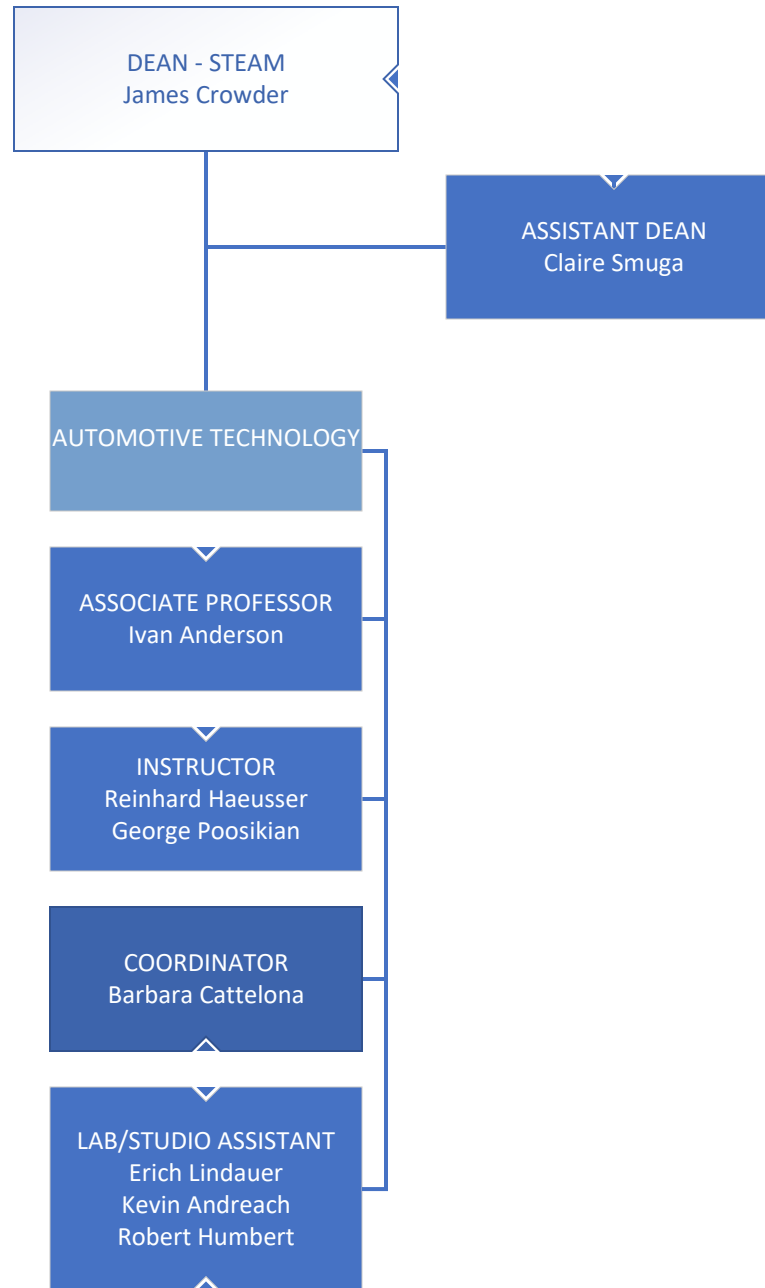 DEAN - STEAM
James Crowder
ASSISTANT DEAN
Claire Smuga
AUTOMOTIVE TECHNOLOGY
ASSOCIATE PROFESSOR
Ivan Anderson
INSTRUCTOR
Reinhard Haeusser
George Poosikian
COORDINATOR
Barbara Cattelona
LAB/STUDIO ASSISTANT
Erich Lindauer
Kevin Andreach
Robert Humbert